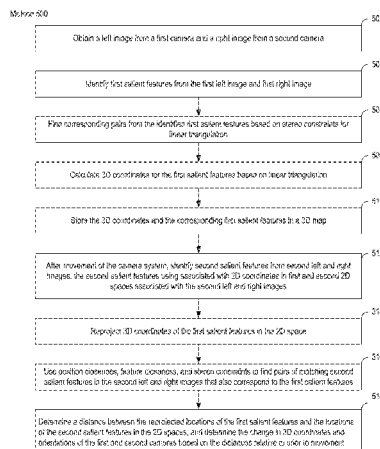 Method 500
50
Obtain a left image from a first camera and a right image from a second camera
50
Identify first salient features from the first left image and first right image
50
Find corresponding pairs from the identified first salient features based on stereo constraints for
linear triangulation
50
Calculate 3D coordinates for the first salient features based on linear triangulation
51
Store the 3D coordinates and the corresponding first salient features in a 3D map
51
After movement of the camera system, identify second salient features from second left and right
images, the second salient features using associated with 2D coordinates in first and second 2D
spaces associated with the second left and right images
51
Reproject 3D coordinates of the first salient features in the 2D space
51
Use position closeness, feature closeness, and stereo constraints to find pairs of matching second
salient features in the second left and right images that also correspond to the first salient features
51
Determine a distance between the reprojected locations of the first salient features and the locations
of the second salient features in the 2D spaces, and determine the change in 3D coordinates and
orientations of the first and second cameras based on the distances relative to prior to movement